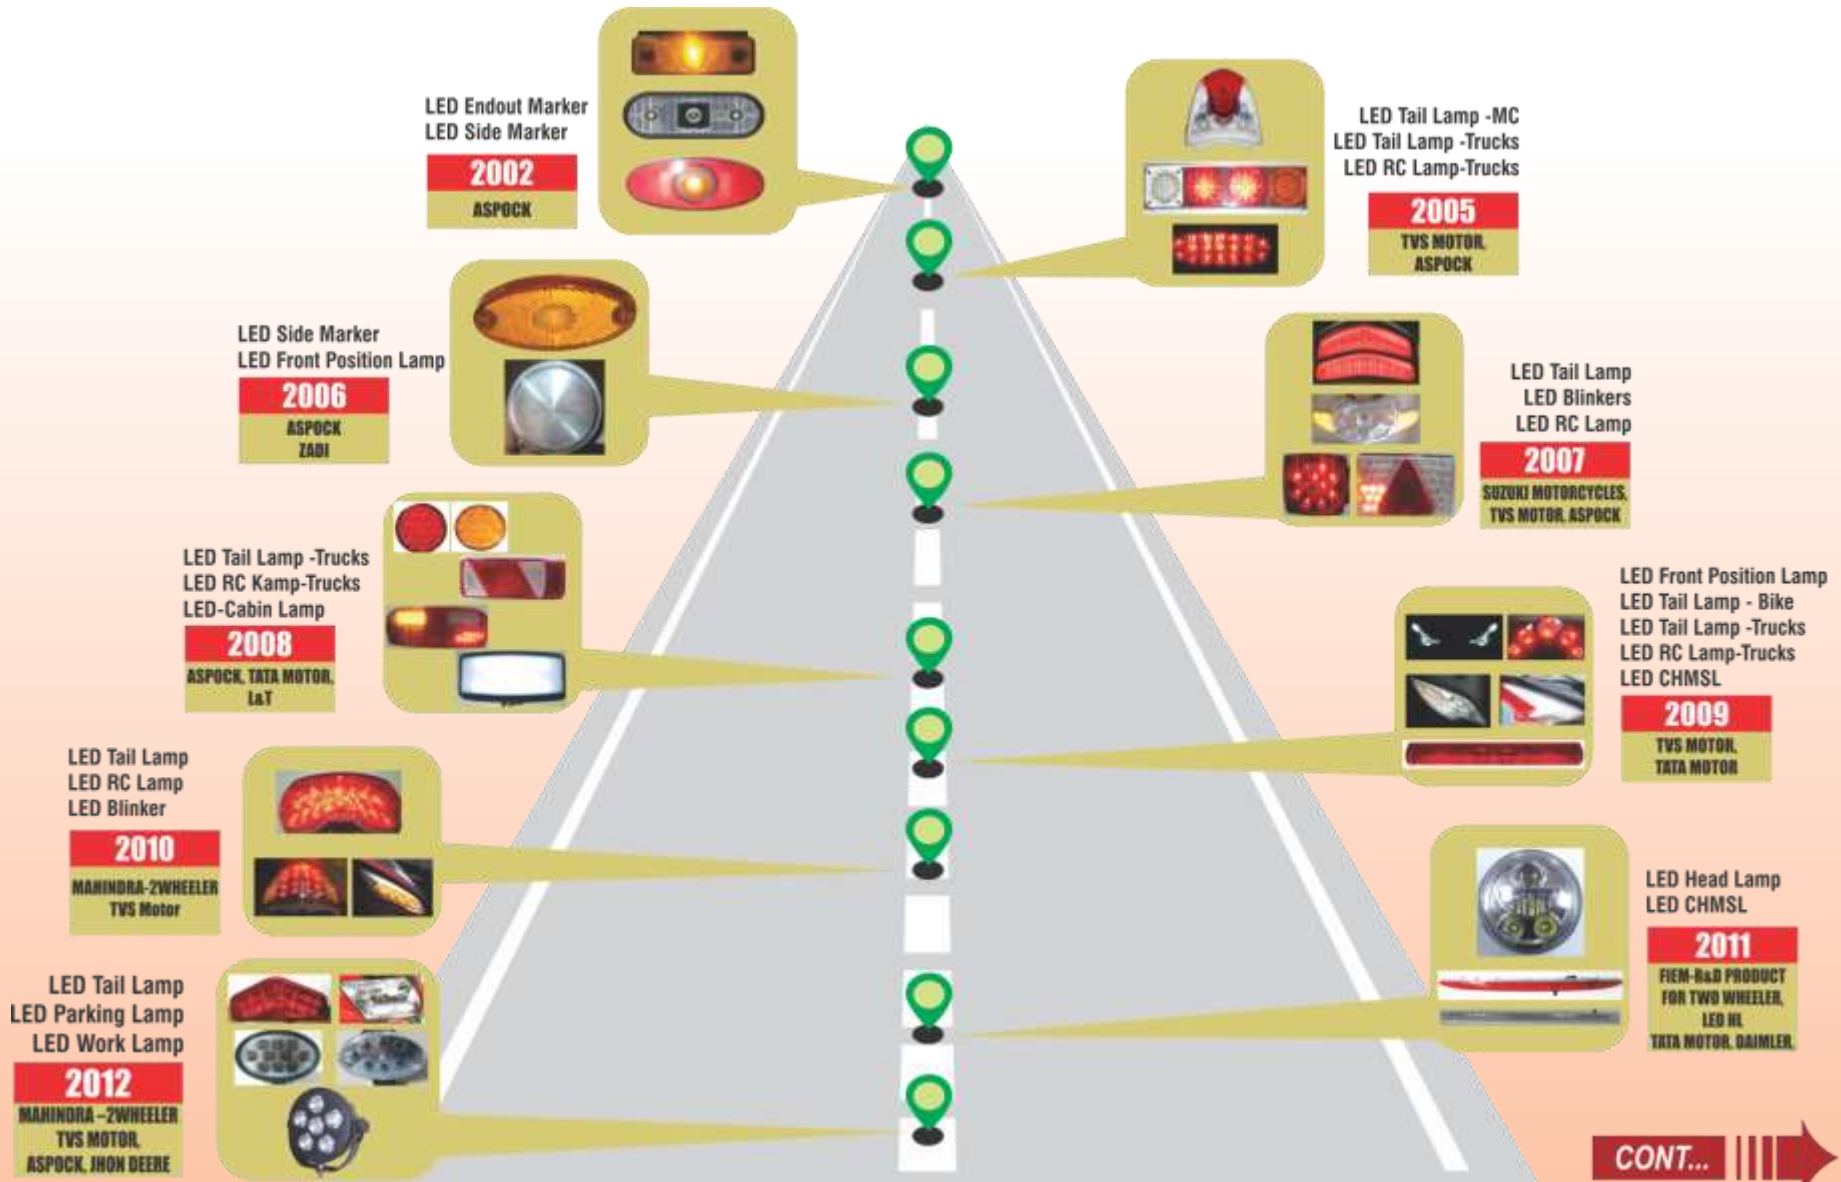 LED Endout Marker
LED Side Marker
2002
ASPOCK
LED Tail Lamp -MC
LED Tail Lamp -Trucks
LED RC Lamp-Trucks
2005
TVS MOTOR,
ASPOCK
LED Side Marker
LED Front Position Lamp
2006
ASPOCK
ZADI
LED Tail Lamp
LED Blinkers
LED RC Lamp
2007
SUZUKI MOTORCYCLES,
TVS MOTOR, ASPOCK
LED Tail Lamp -Trucks
LED RC Kamp-Trucks
LED-Cabin Lamp
2008
ASPOCK, TATA MOTOR,
L&T
LED Front Position Lamp
LED Tail Lamp - Bike
LED Tail Lamp -Trucks
LED RC Lamp-Trucks
LED CHMSL
2009
TVS MOTOR,
TATA MOTOR
LED Tail Lamp
LED RC Lamp
LED Blinker
2010
MAHINDRA-2WHEELER
TVS Motor
LED Head Lamp
LED CHMSL
2011
FIEM-R&D PRODUCT
FOR TWO WHEELER,
LED HL
TATA MOTOR, DAIMLER,
LED Tail Lamp
LED Parking Lamp
LED Work Lamp
2012
MAHINDRA –2WHEELER
TVS MOTOR,
ASPOCK, JHON DEERE
CONT...